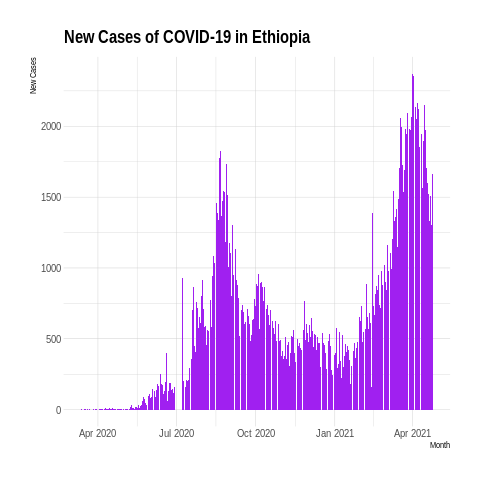 New Cases of COVID-19 in Ethiopia
New Cases
2000
1500
1000
500
0
Apr 2020 Jul 2020 Oct 2020 Jan 2021 Apr 2021
Month